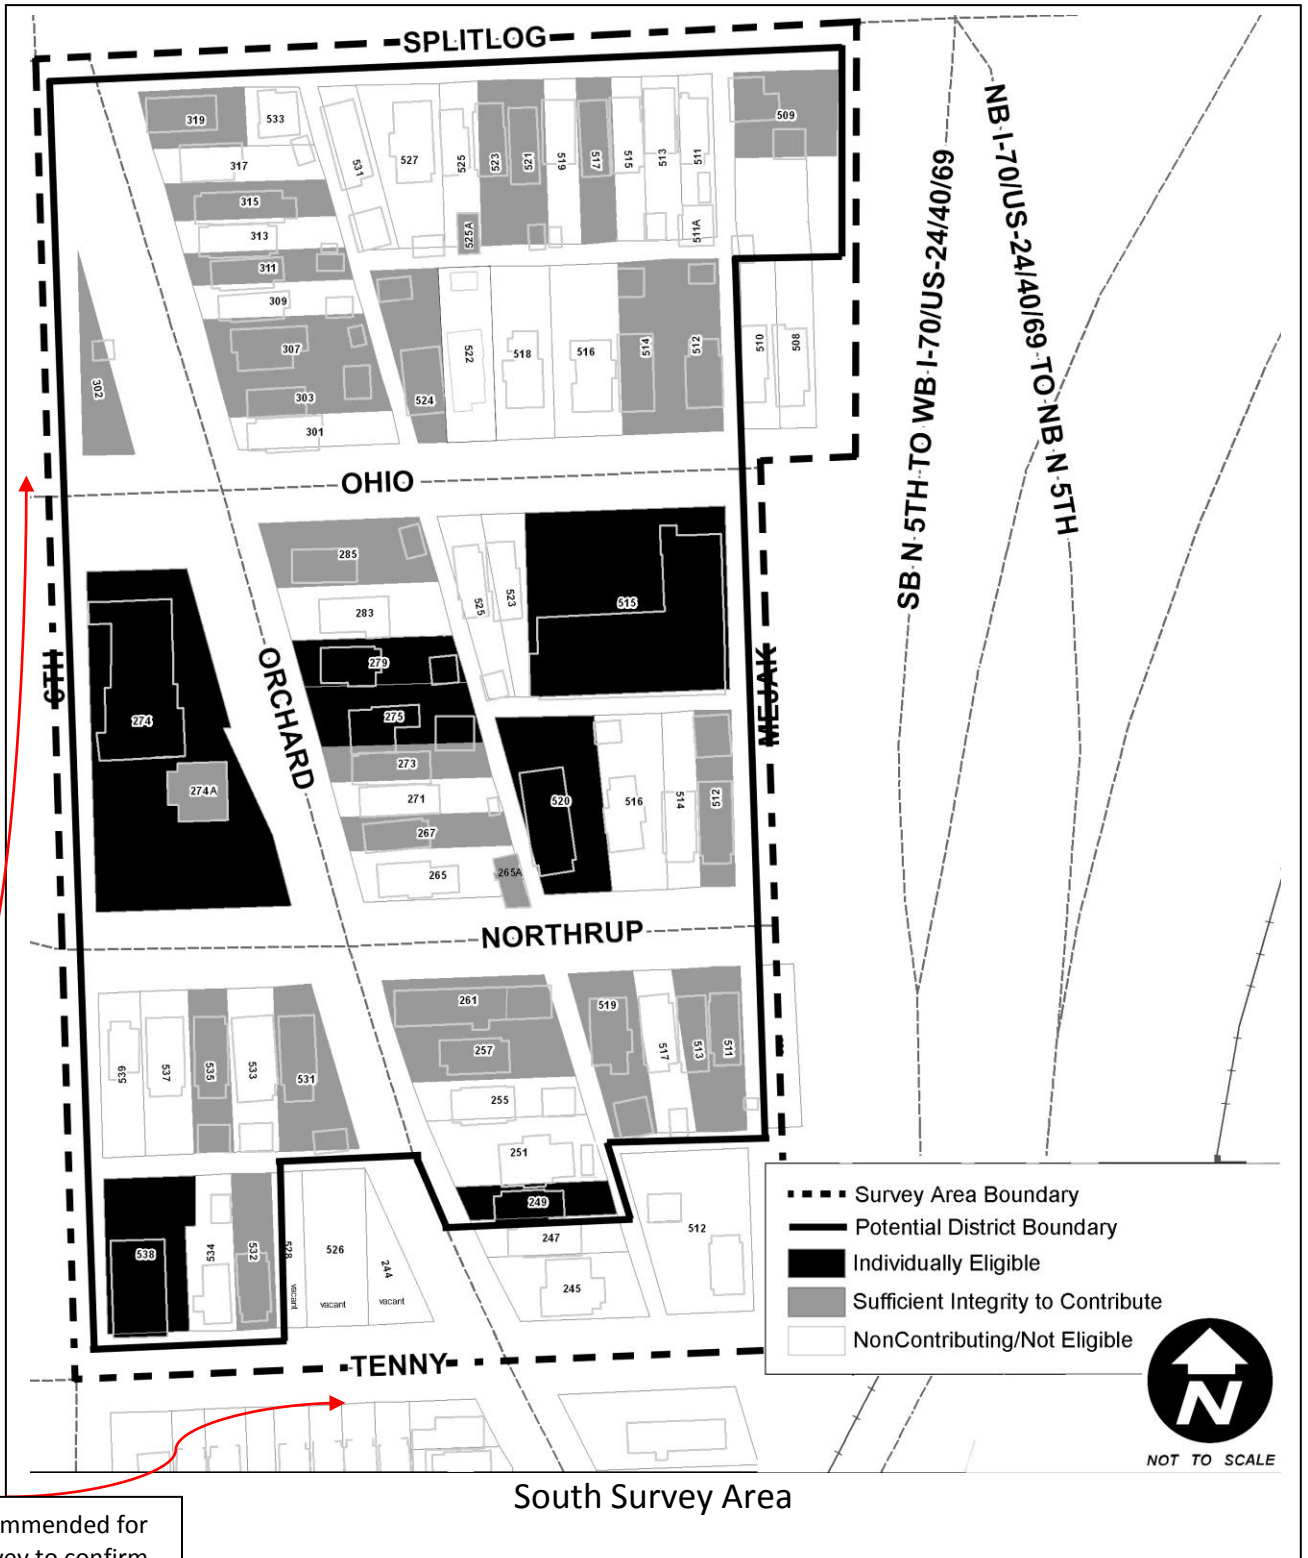 SPLITLOG
319
533
317
315
313
311
309
307
303
301
302
531
527
525
523
521
519
517
515
513
511
509
525A
511A
524
522
518
516
514
512
510
508
SB N 5TH TO WB I-70/US-24/40/69
NB I-70/US-24/40/69 TO NB N 5TH
OHIO
6TH
ORCHARD
MEJAK
285
283
279
275
273
271
267
265
265A
274
274A
525
523
515
520
516
514
512
NORTHRUP
539
537
535
533
531
261
257
255
251
249
247
245
519
517
513
511
538
534
532
528
vacant
526
vacant
244
vacant
512
TENNY
Survey Area Boundary
Potential District Boundary
Individually Eligible
Sufficient Integrity to Contribute
NonContributing/Not Eligible
N
NOT TO SCALE
South Survey Area
mmended for
vey to confirm